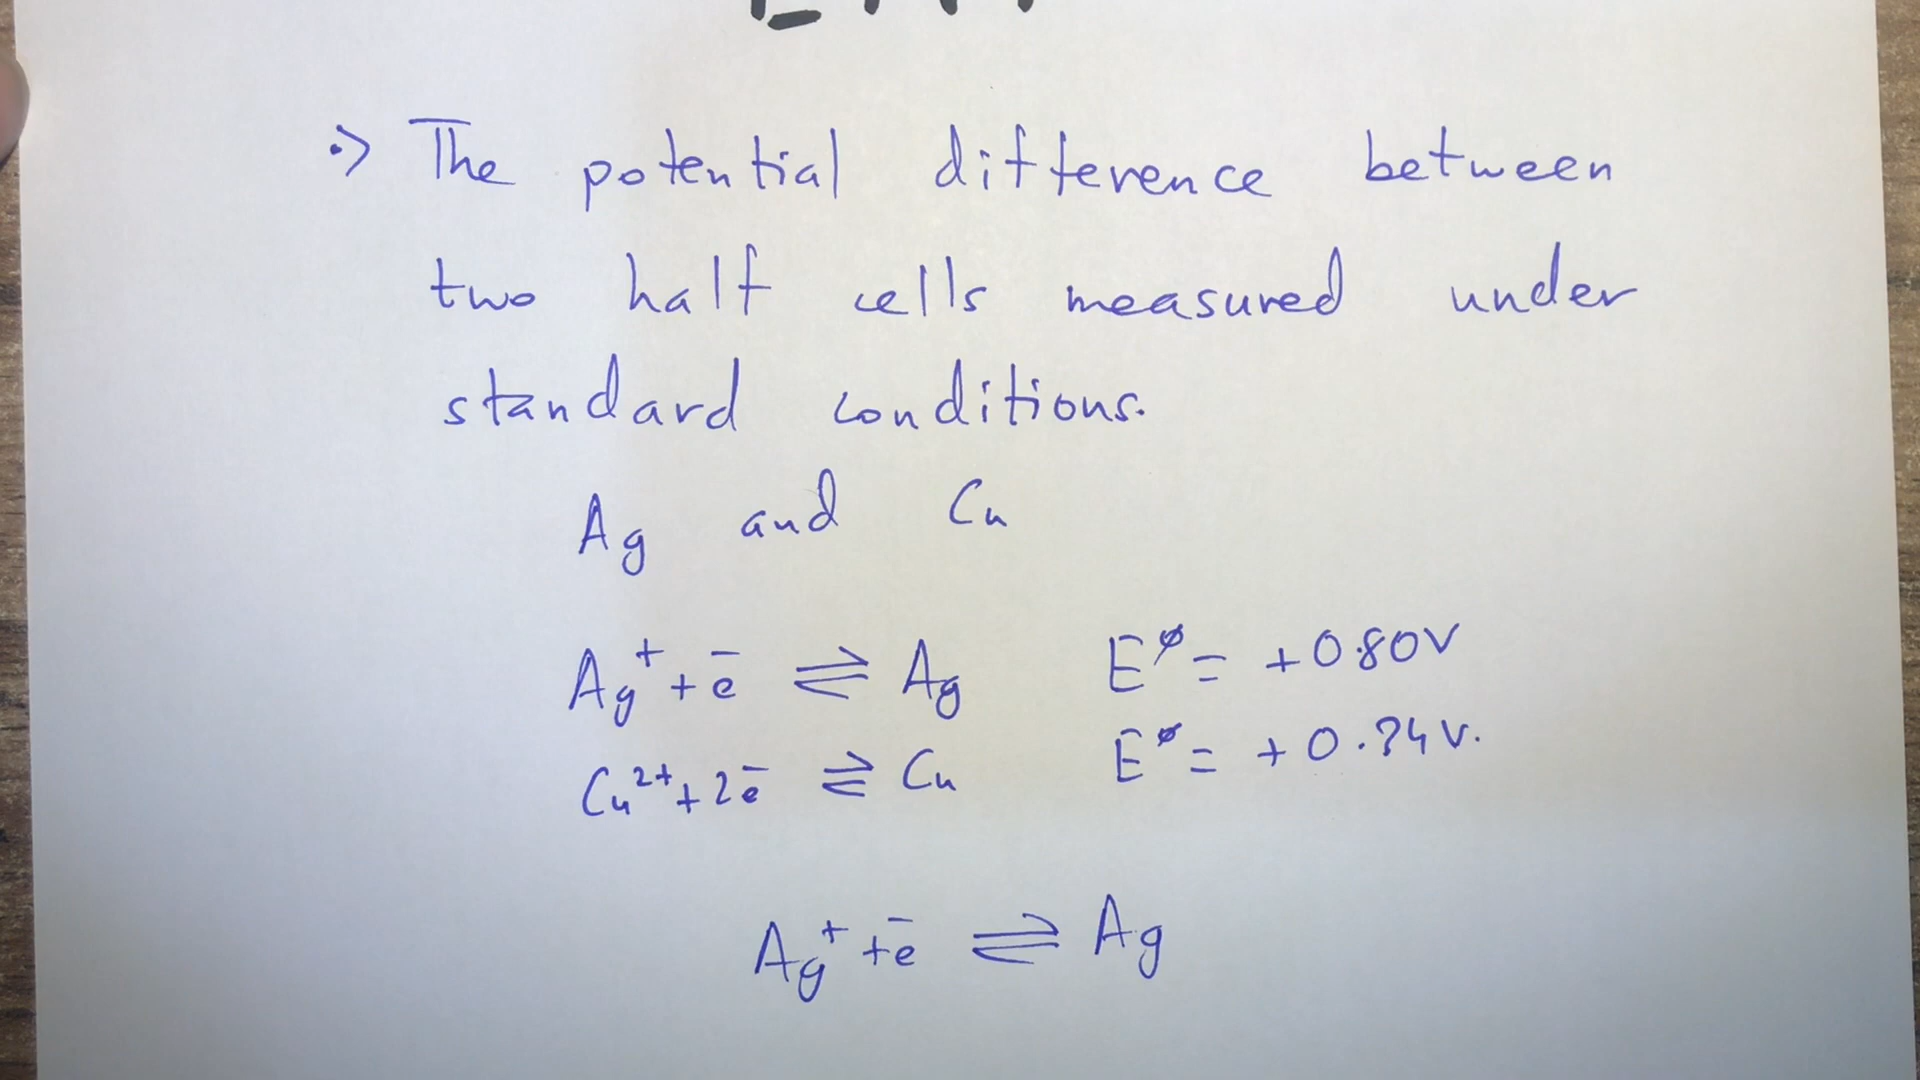 ⋅> The potential difference between
two half cells measured under
standard conditions.
Ag and Cu
Ag⁺ + e⁻ ⇌ Ag E° = +0.80V
Cu²⁺ + 2e⁻ ⇌ Cu E° = +0.34V.
Ag⁺ + e⁻ ⇌ Ag